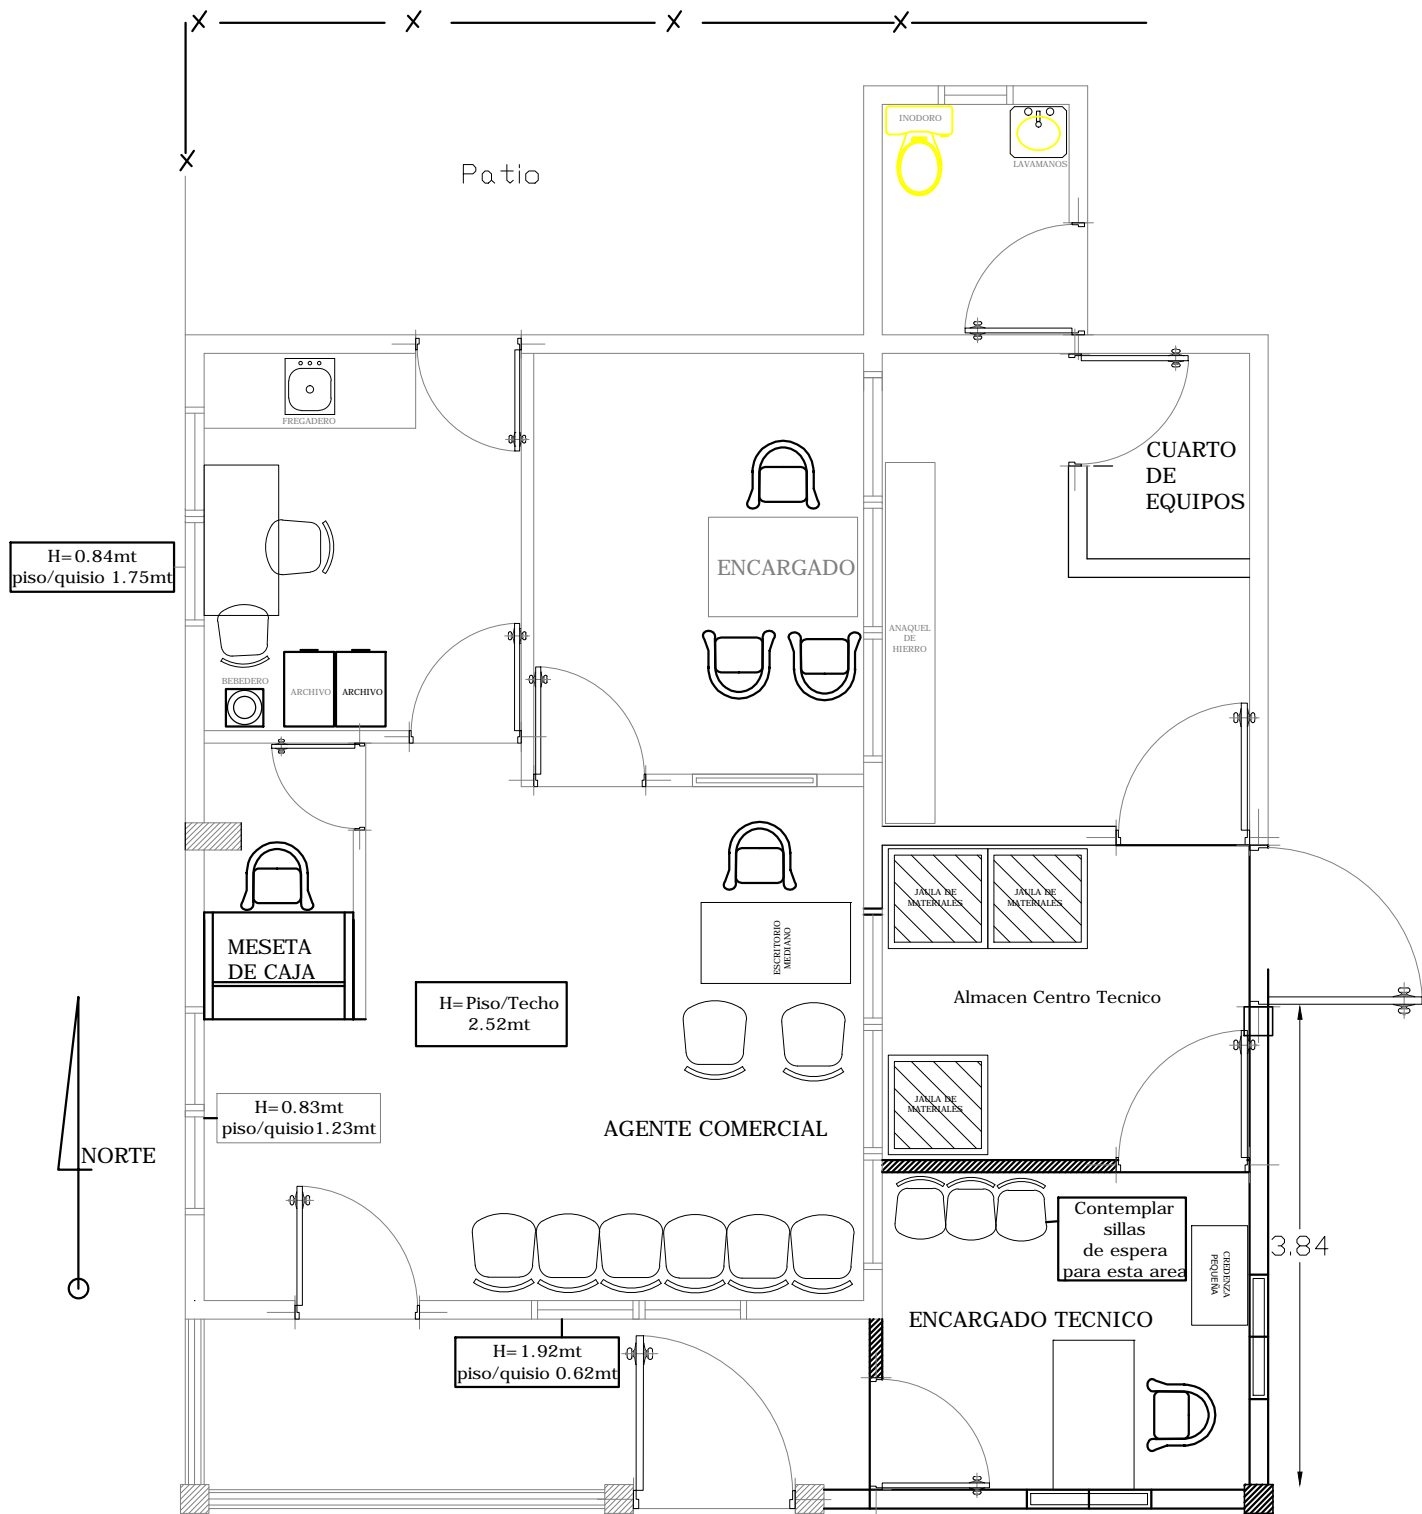 Patio
INODORO
LAVAMANOS
FREGADERO
CUARTO
DE
EQUIPOS
H=0.84mt
piso/quisio 1.75mt
ENCARGADO
ANAQUEL
DE
HIERRO
BEBEDERO
ARCHIVO
ARCHIVO
JAULA DE
MATERIALES
JAULA DE
MATERIALES
MESETA
DE CAJA
ESCRITORIO
MEDIANO
H=Piso/Techo
2.52mt
Almacen Centro Tecnico
JAULA DE
MATERIALES
H=0.83mt
piso/quisio1.23mt
AGENTE COMERCIAL
NORTE
Contemplar
sillas
de espera
para esta area
CREDENZA
PEQUEÑA
3.84
ENCARGADO TECNICO
H=1.92mt
piso/quisio 0.62mt